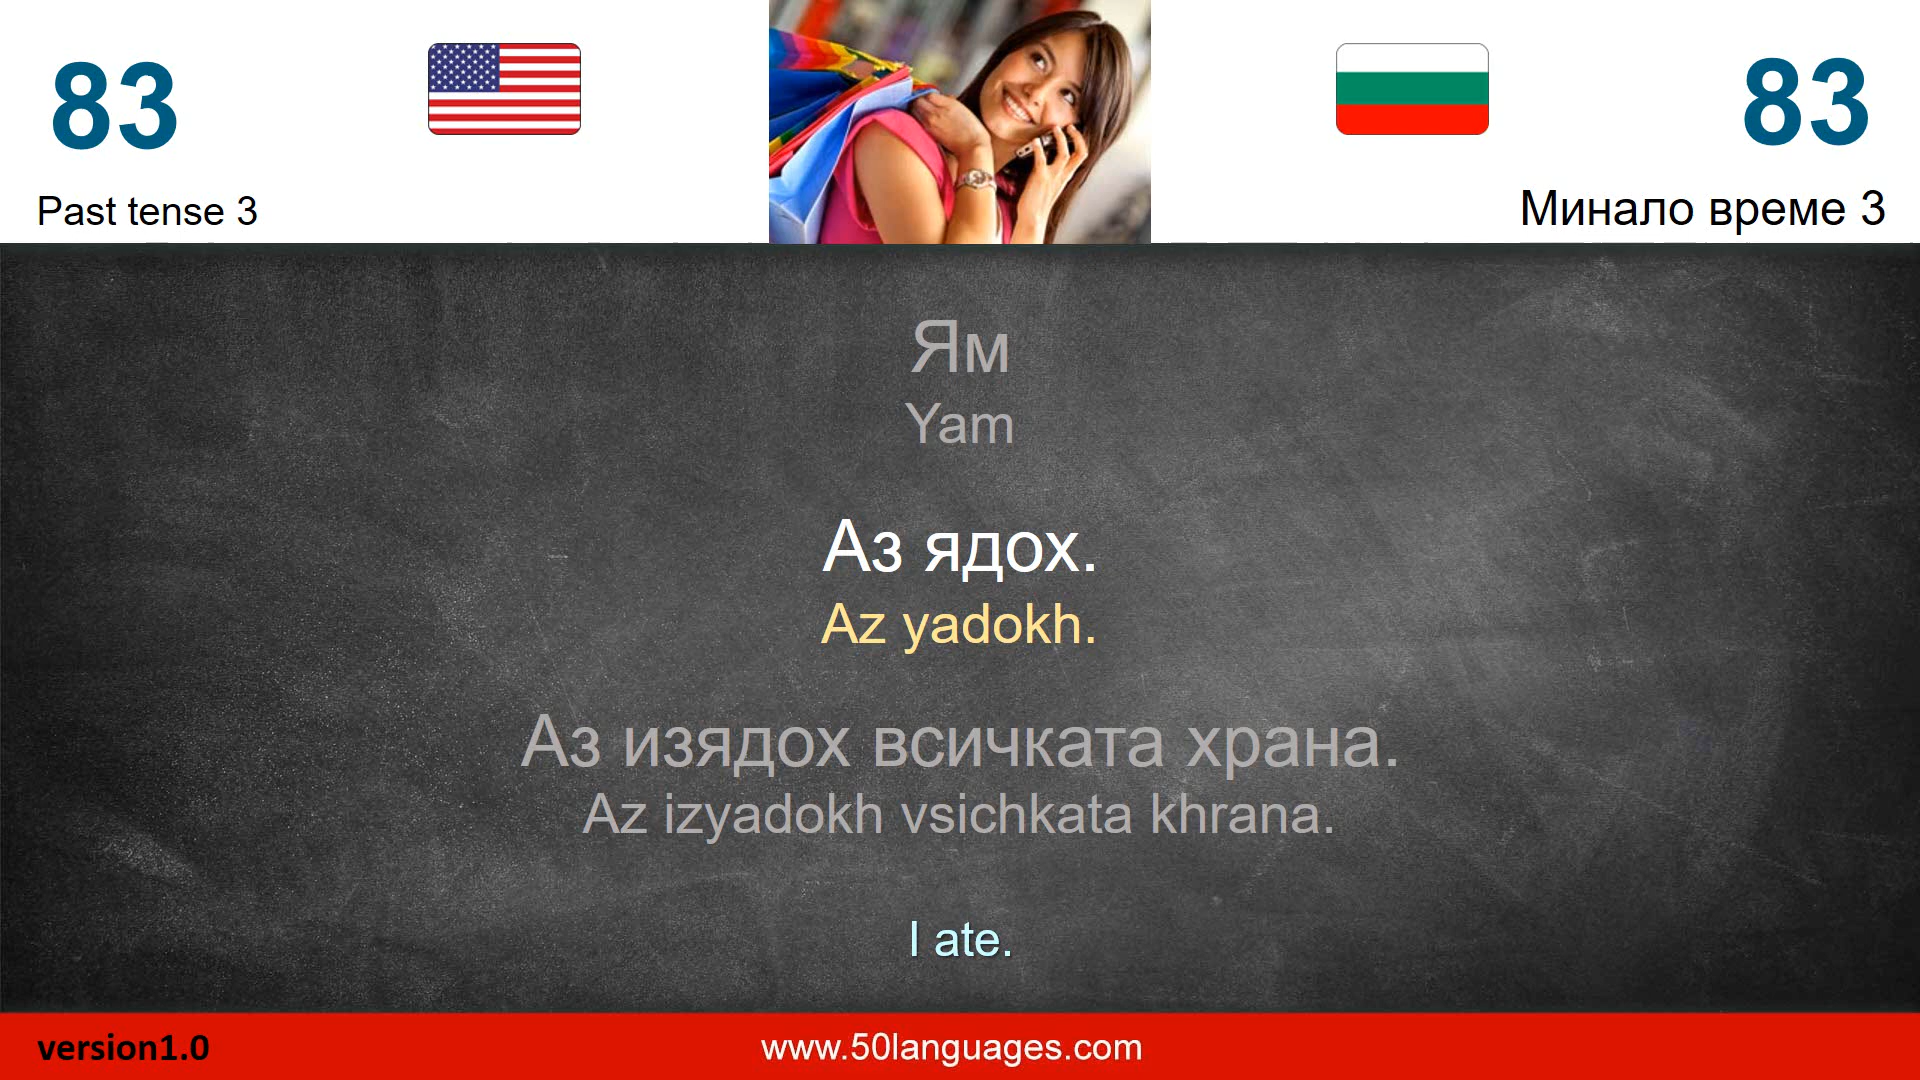 83
83
Past tense 3
Минало време 3
Ям
Yam
Аз ядох.
Az yadokh.
Аз изядох всичката храна.
Az izyadokh vsichkata khrana.
I ate.
version1.0
www.50languages.com